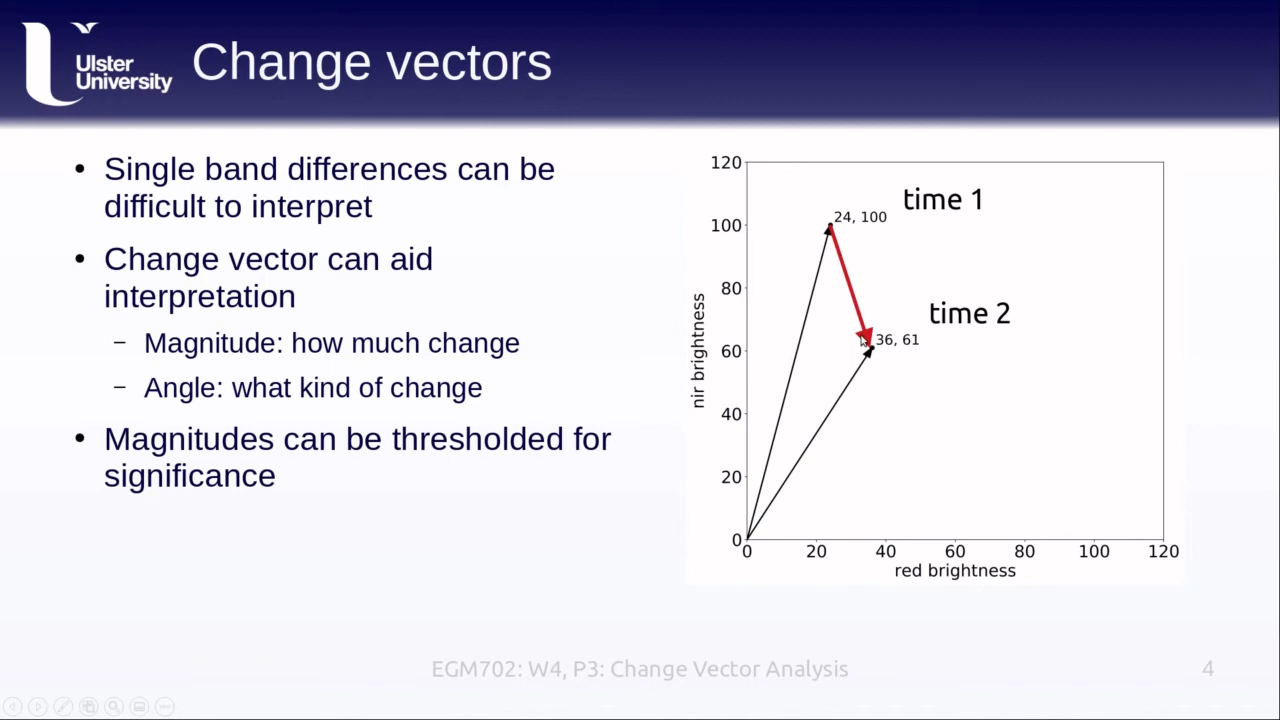 Ulster
University
Change vectors
• Single band differences can be
difficult to interpret
• Change vector can aid
interpretation
– Magnitude: how much change
– Angle: what kind of change
• Magnitudes can be thresholded for
significance
120
100
80
60
40
20
0
nir brightness
time 1
24, 100
time 2
36, 61
0 20 40 60 80 100 120
red brightness
EGM702: W4, P3: Change Vector Analysis
4